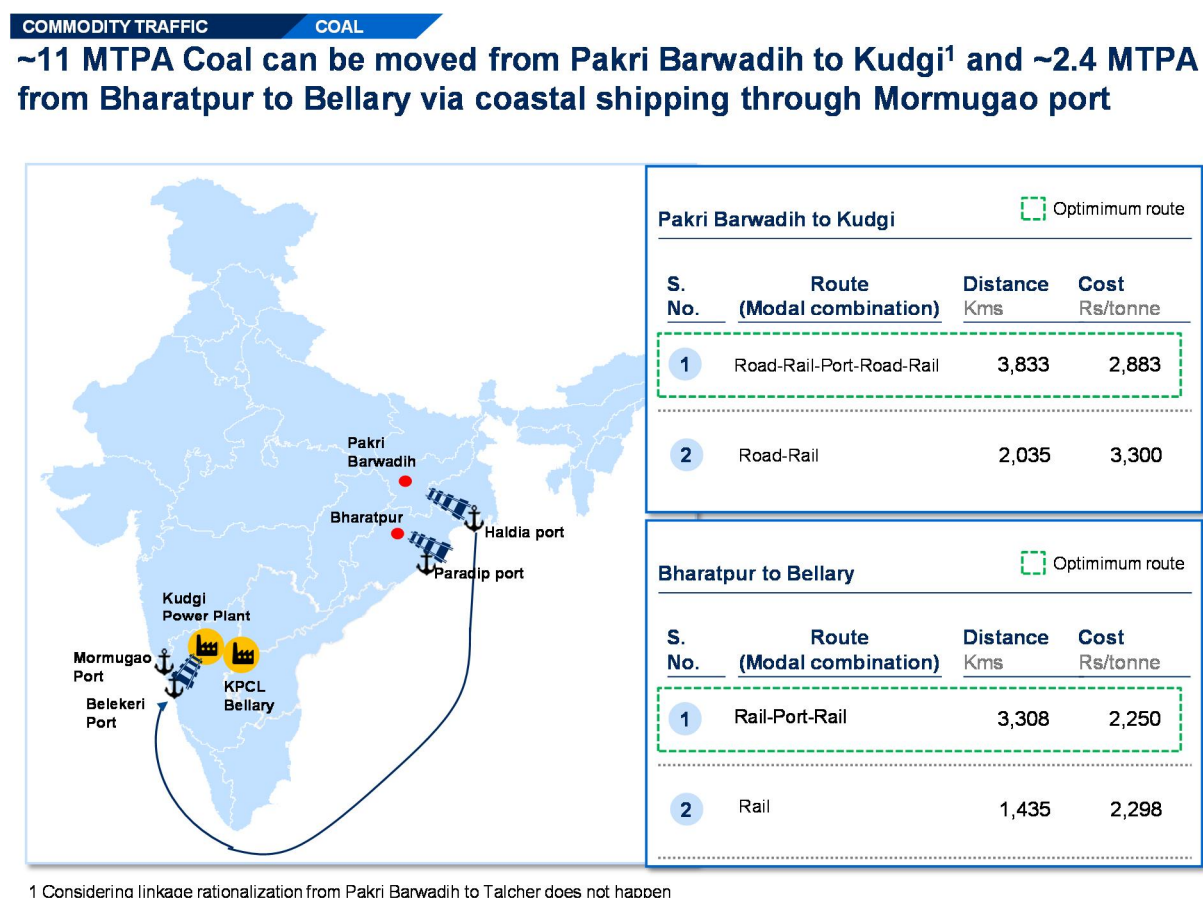 COMMODITY TRAFFIC COAL
~11 MTPA Coal can be moved from Pakri Barwadih to Kudgi¹ and ~2.4 MTPA
from Bharatpur to Bellary via coastal shipping through Mormugao port
Pakri
Barwadih
Bharatpur
Haldia port
Paradip port
Kudgi
Power Plant
Mormugao
Port
KPCL
Bellary
Belekeri
Port
Optimimum route
Pakri Barwadih to Kudgi
S. Route Distance Cost
No. (Modal combination) Kms Rs/tonne
1 Road-Rail-Port-Road-Rail 3,833 2,883
2 Road-Rail 2,035 3,300
Optimimum route
Bharatpur to Bellary
S. Route Distance Cost
No. (Modal combination) Kms Rs/tonne
1 Rail-Port-Rail 3,308 2,250
2 Rail 1,435 2,298
1 Considering linkage rationalization from Pakri Barwadih to Talcher does not happen